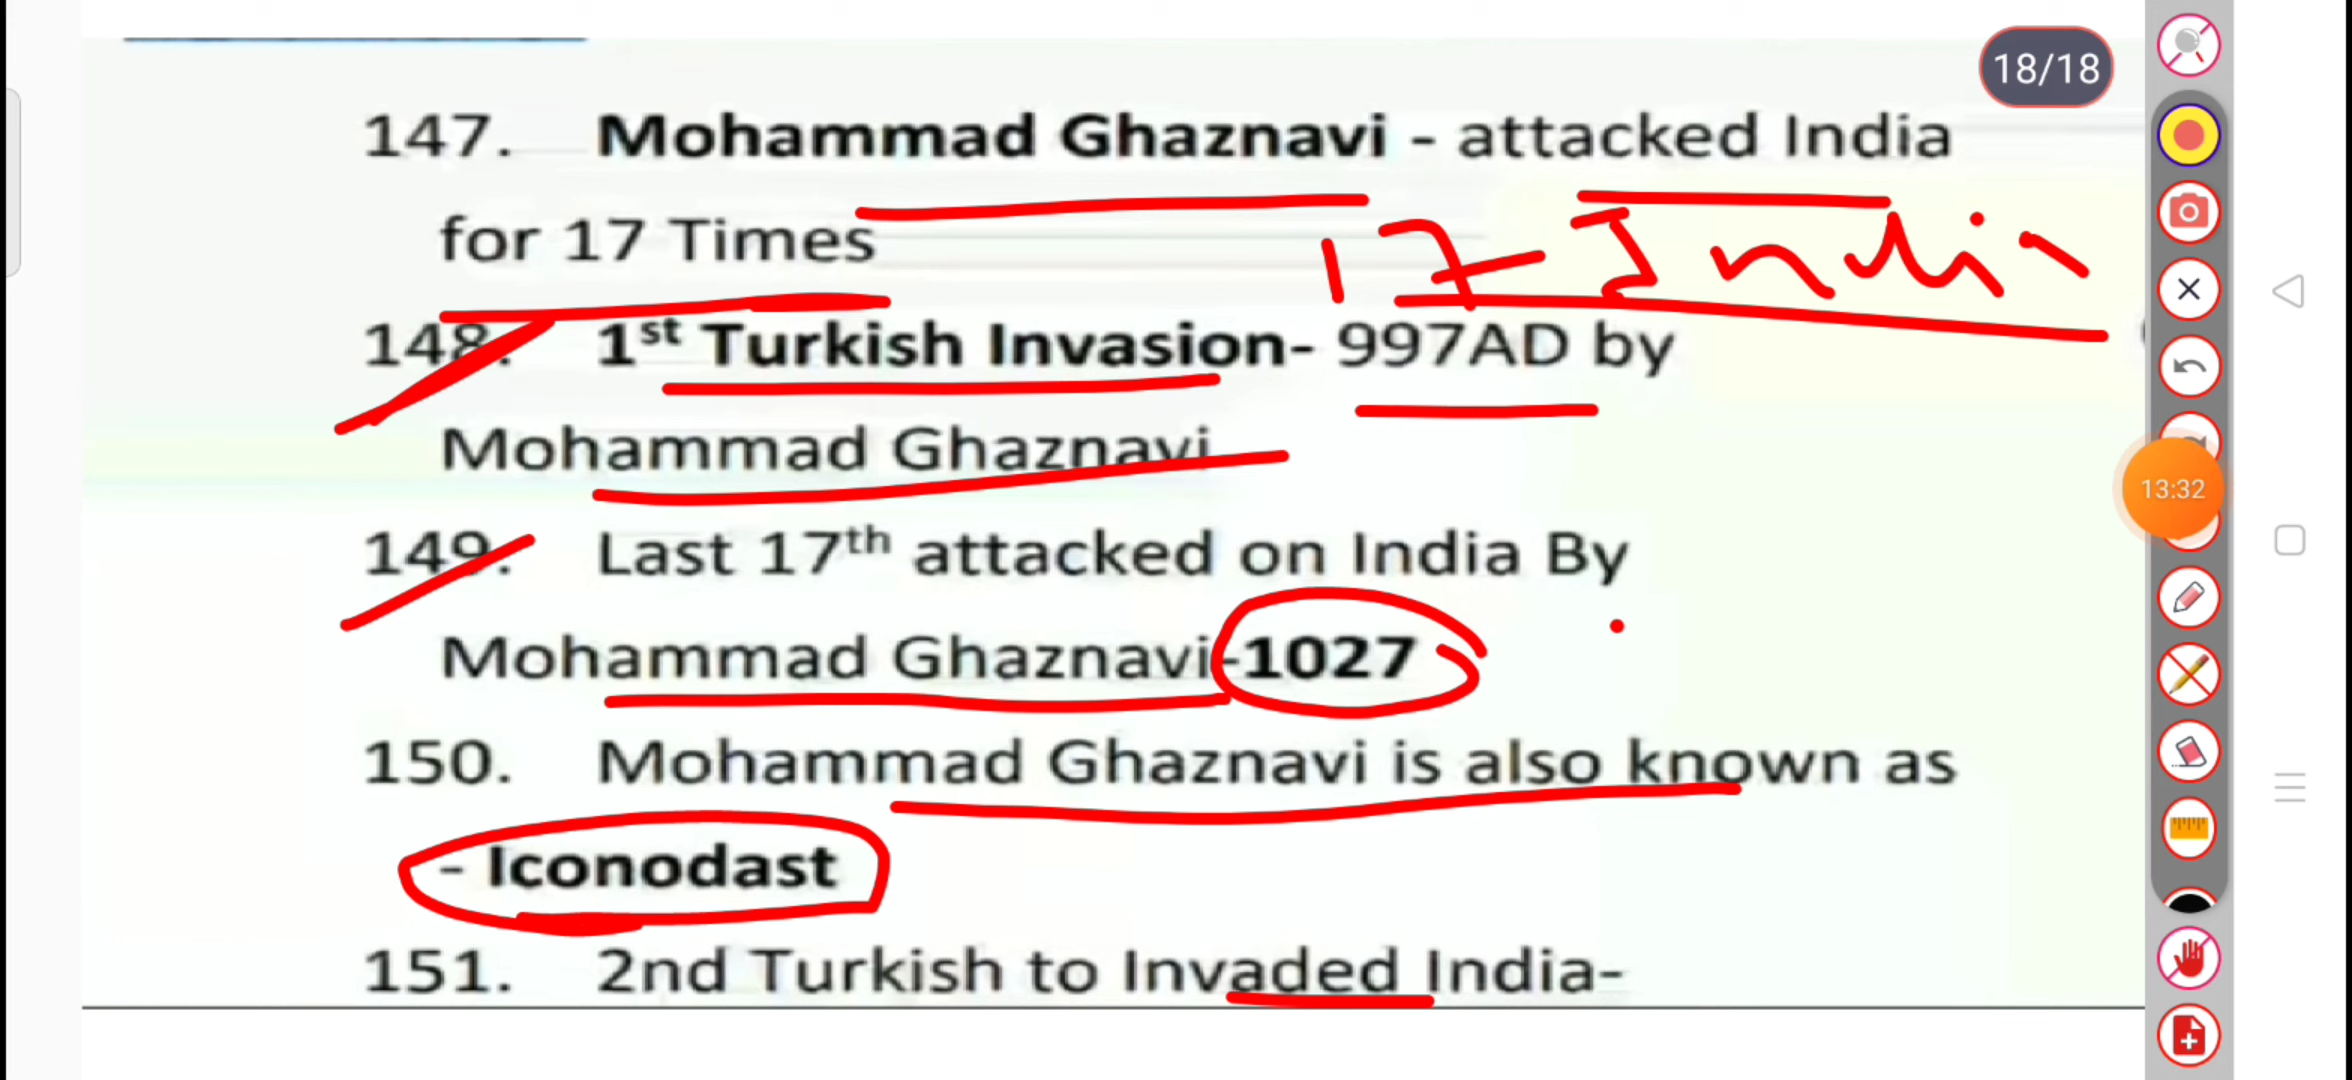 18/18
147. Mohammad Ghaznavi - attacked India
for 17 Times
17-India
148. 1st Turkish Invasion- 997AD by
Mohammad Ghaznavi
13:32
149. Last 17th attacked on India By
Mohammad Ghaznavi-1027
150. Mohammad Ghaznavi is also known as
- Iconodast
151. 2nd Turkish to Invaded India-